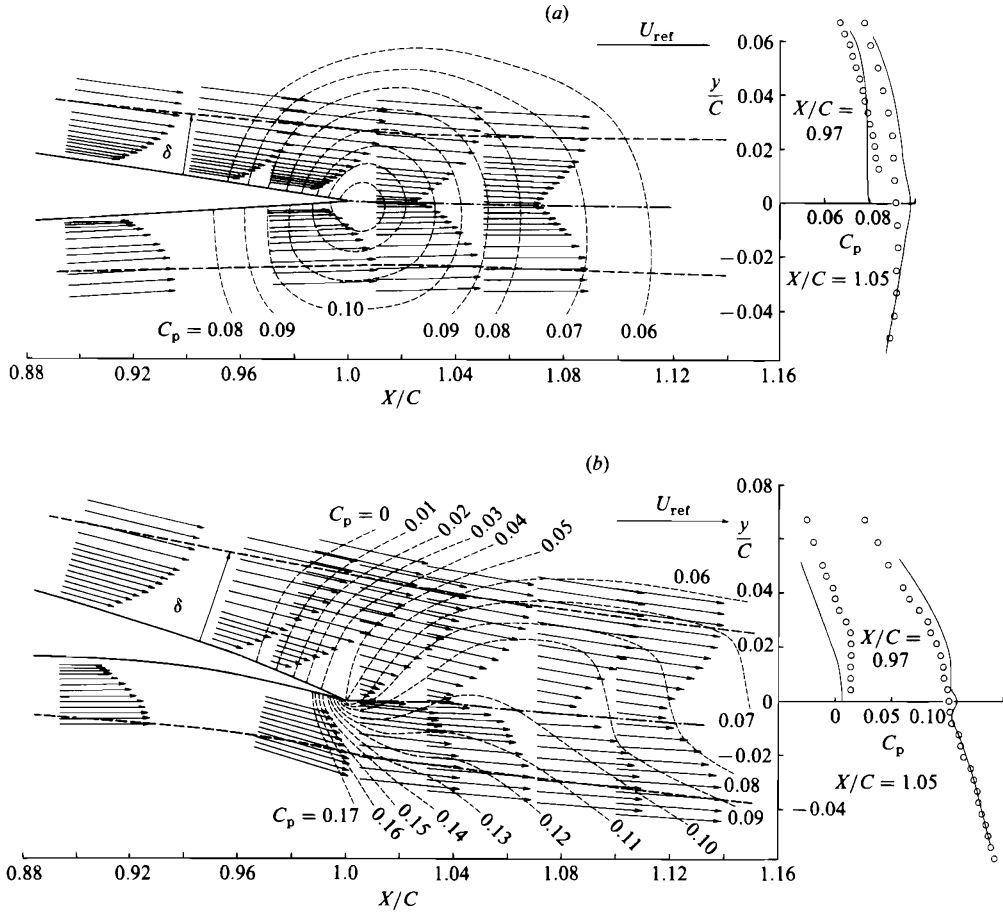 (a)
U_ref
0.06
y/C
0.04
X/C =
0.97
0.02
δ
0
0.06 0.08
C_p
−0.02
0.10
X/C = 1.05
C_p = 0.08 0.09 0.09 0.08 0.07 0.06
−0.04
0.88 0.92 0.96 1.0 1.04 1.08 1.12 1.16
X/C
(b)
0.08
C_p = 0 0.01 0.02 0.03 0.04 0.05
U_ref
y/C
0.06
0.06
0.04
δ
X/C =
0.97
0.02
0
0 0.05 0.10
0.07
C_p
−0.02
0.08
X/C = 1.05
0.09
−0.04
C_p = 0.17 0.16 0.15 0.14 0.13 0.12 0.11 0.10
0.88 0.92 0.96 1.0 1.04 1.08 1.12 1.16
X/C